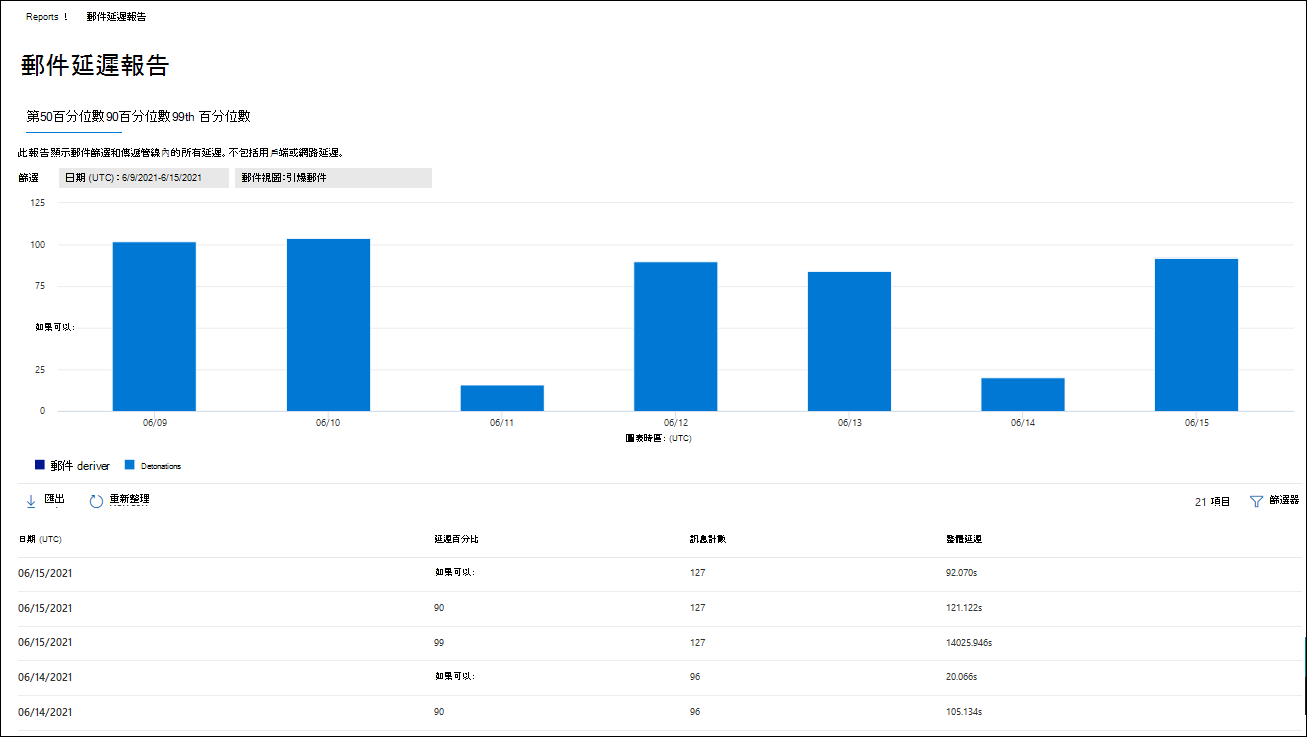 Reports ! 郵件延遲報告
郵件延遲報告
第50百分位數90百分位數99th 百分位數
此報告顯示郵件篩選和傳遞管線內的所有延遲。不包括用戶端或網路延遲。
篩選 日期 (UTC)：6/9/2021-6/15/2021 郵件視圖：引爆郵件
125
100
75
如果可以：
25
0
06/09 06/10 06/11 06/12 06/13 06/14 06/15
圖表時區： (UTC)
郵件 deriver Detonations
匯出 重新整理 21 項目 篩選器
日期 (UTC) 延遲百分比 訊息計數 整體延遲
06/15/2021 如果可以： 127 92.070s
06/15/2021 90 127 121.122s
06/15/2021 99 127 14025.946s
06/14/2021 如果可以： 96 20.066s
06/14/2021 90 96 105.134s